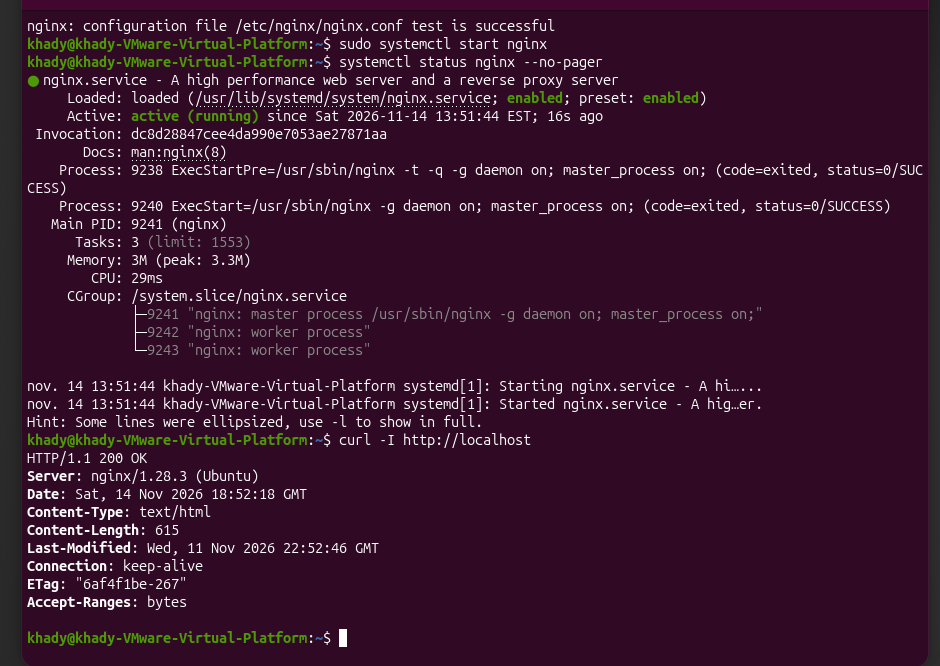 nginx: configuration file /etc/nginx/nginx.conf test is successful
khady@khady-VMware-Virtual-Platform:~$ sudo systemctl start nginx
khady@khady-VMware-Virtual-Platform:~$ systemctl status nginx --no-pager
● nginx.service - A high performance web server and a reverse proxy server
     Loaded: loaded (/usr/lib/systemd/system/nginx.service; enabled; preset: enabled)
     Active: active (running) since Sat 2026-11-14 13:51:44 EST; 16s ago
 Invocation: dc8d28847cee4da990e7053ae27871aa
       Docs: man:nginx(8)
    Process: 9238 ExecStartPre=/usr/sbin/nginx -t -q -g daemon on; master_process on; (code=exited, status=0/SUC
CESS)
    Process: 9240 ExecStart=/usr/sbin/nginx -g daemon on; master_process on; (code=exited, status=0/SUCCESS)
   Main PID: 9241 (nginx)
      Tasks: 3 (limit: 1553)
     Memory: 3M (peak: 3.3M)
        CPU: 29ms
     CGroup: /system.slice/nginx.service
             ├─9241 "nginx: master process /usr/sbin/nginx -g daemon on; master_process on;"
             ├─9242 "nginx: worker process"
             └─9243 "nginx: worker process"

nov. 14 13:51:44 khady-VMware-Virtual-Platform systemd[1]: Starting nginx.service - A hi…...
nov. 14 13:51:44 khady-VMware-Virtual-Platform systemd[1]: Started nginx.service - A hig…er.
Hint: Some lines were ellipsized, use -l to show in full.
khady@khady-VMware-Virtual-Platform:~$ curl -I http://localhost
HTTP/1.1 200 OK
Server: nginx/1.28.3 (Ubuntu)
Date: Sat, 14 Nov 2026 18:52:18 GMT
Content-Type: text/html
Content-Length: 615
Last-Modified: Wed, 11 Nov 2026 22:52:46 GMT
Connection: keep-alive
ETag: "6af4f1be-267"
Accept-Ranges: bytes

khady@khady-VMware-Virtual-Platform:~$